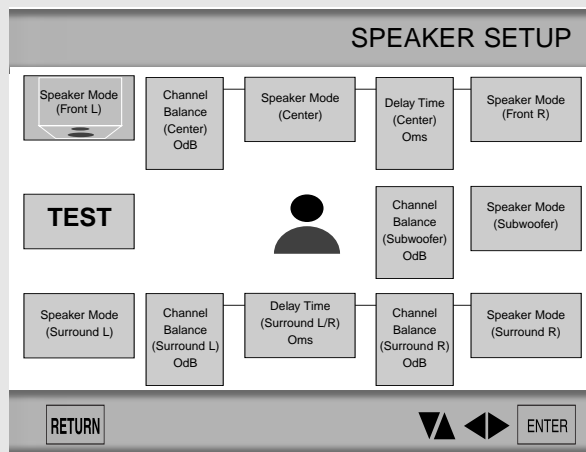 SPEAKER SETUP
Speaker Mode
(Front L)
Channel
Balance
(Center)
OdB
Speaker Mode
(Center)
Delay Time
(Center)
Oms
Speaker Mode
(Front R)
TEST
Channel
Balance
(Subwoofer)
OdB
Speaker Mode
(Subwoofer)
Speaker Mode
(Surround L)
Channel
Balance
(Surround L)
OdB
Delay Time
(Surround L/R)
Oms
Channel
Balance
(Surround R)
OdB
Speaker Mode
(Surround R)
RETURN
ENTER